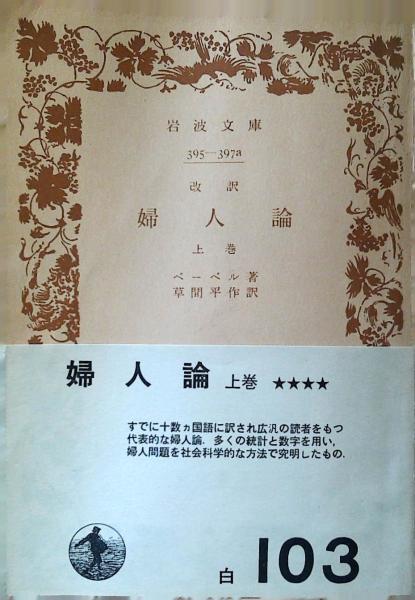 岩波文庫
395—397a
改訳
婦人論
上巻
ベーベル著
草間平作訳
婦人論 上巻 ★★★★
すでに十数ヵ国語に訳され広汎の読者をもつ
代表的な婦人論．多くの統計と数字を用い，
婦人問題を社会科学的な方法で究明したもの．
白 103